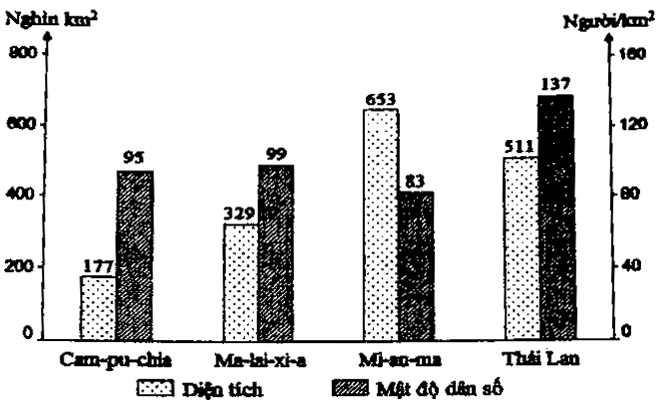 Nghìn km²
Người/km²
800
160
600
120
400
80
200
40
0
0
177
95
329
99
653
83
511
137
Cam-pu-chia
Ma-lai-xi-a
Mi-an-ma
Thái Lan
Diện tích
Mật độ dân số